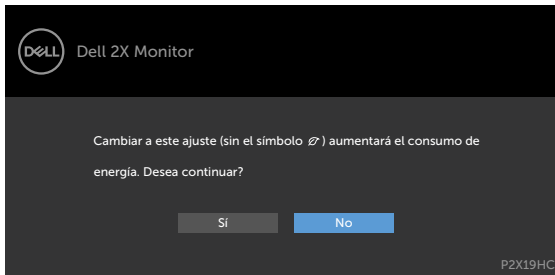 DELL
Dell 2X Monitor
Cambiar a este ajuste (sin el símbolo ) aumentará el consumo de
energía. Desea continuar?
Sí
No
P2X19HC